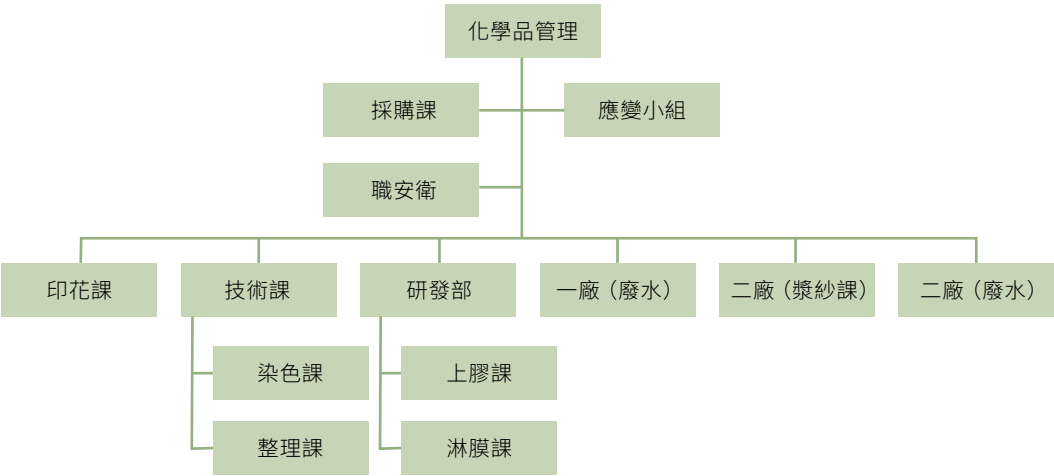 化學品管理
採購課
應變小組
職安衛
印花課
技術課
研發部
一廠（廢水）
二廠（漿紗課）
二廠（廢水）
染色課
上膠課
整理課
淋膜課